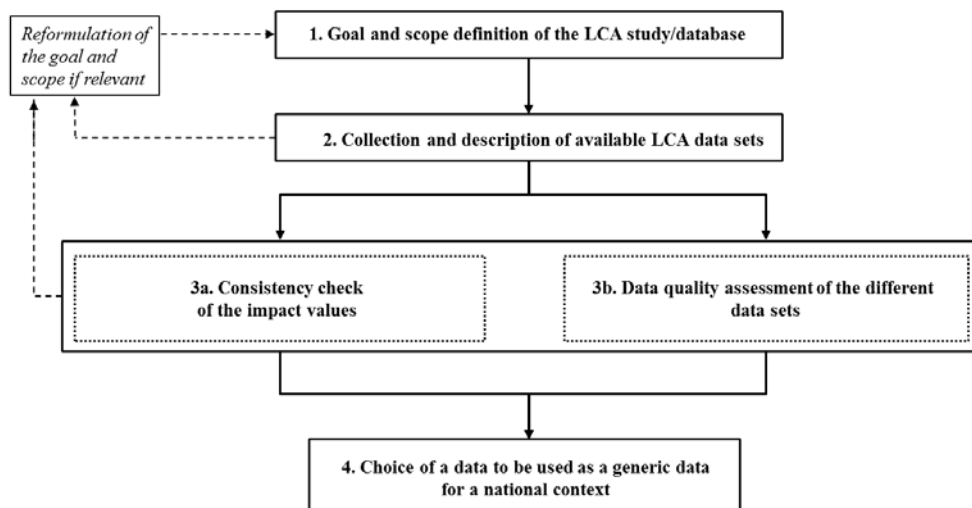 Reformulation of
the goal and
scope if relevant
1. Goal and scope definition of the LCA study/database
2. Collection and description of available LCA data sets
3a. Consistency check
of the impact values
3b. Data quality assessment of the different
data sets
4. Choice of a data to be used as a generic data
for a national context